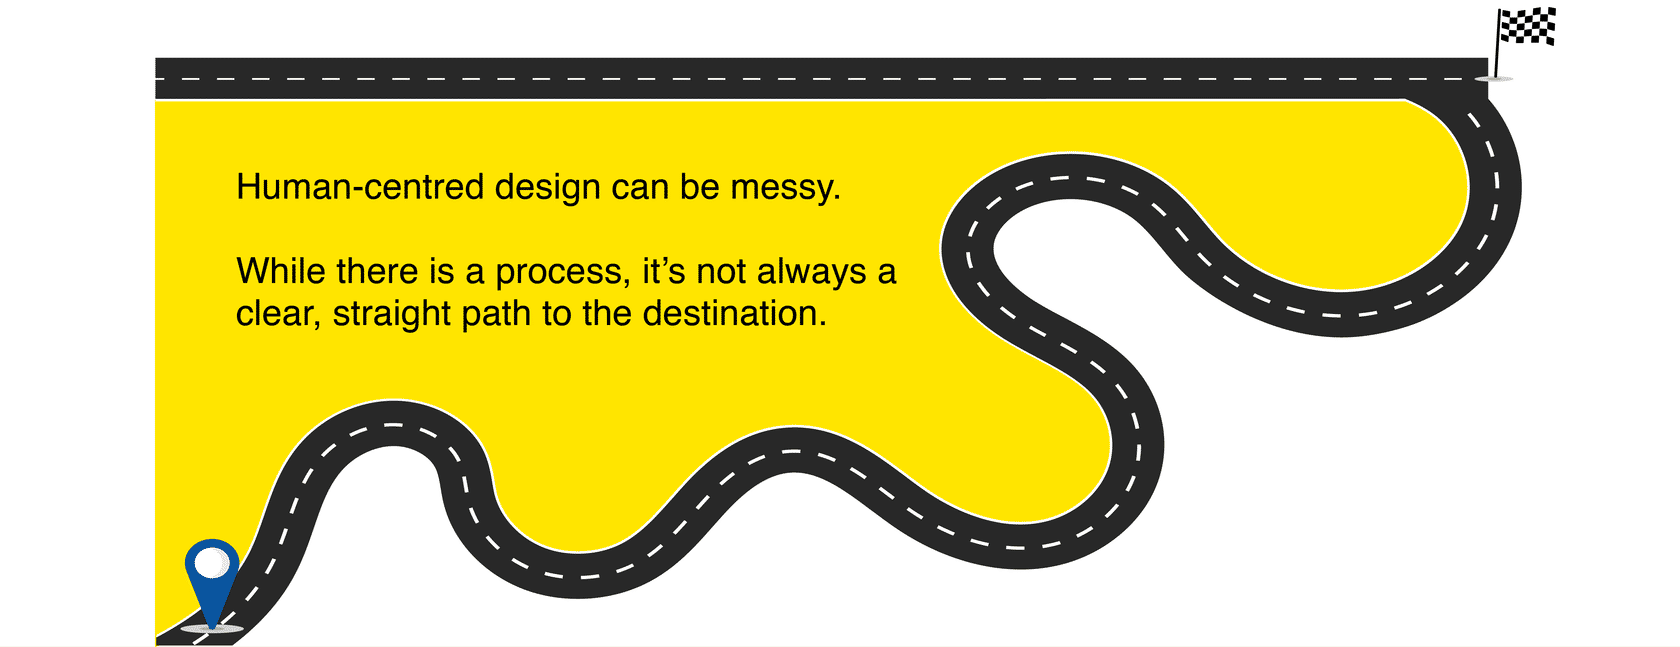 Human-centred design can be messy.
While there is a process, it’s not always a
clear, straight path to the destination.